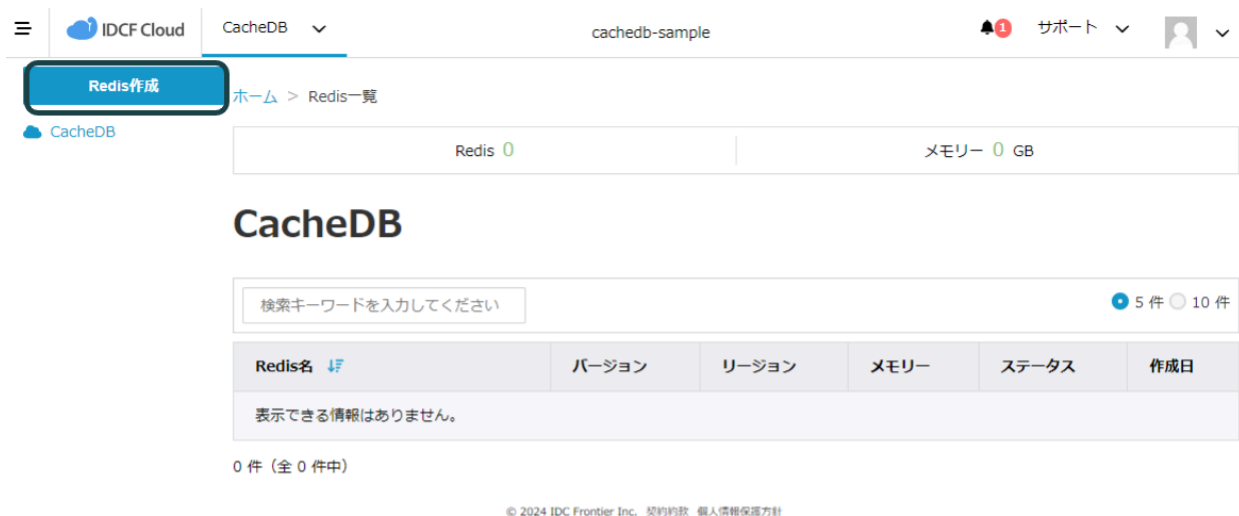 IDCF Cloud CacheDB cachedb-sample 1 サポート
Redis作成
ホーム > Redis一覧
CacheDB
Redis 0 メモリー 0 GB
CacheDB
検索キーワードを入力してください 5 件 10 件
Redis名 バージョン リージョン メモリー ステータス 作成日
表示できる情報はありません。
0 件（全 0 件中）
© 2024 IDC Frontier Inc. 契約約款 個人情報保護方針